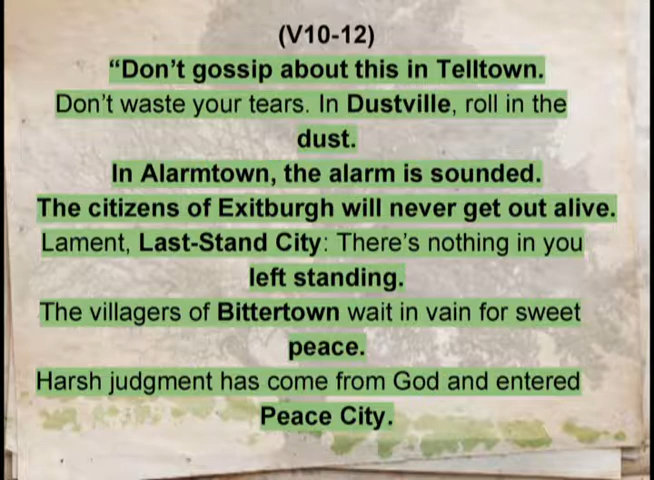 (V10-12)
“Don’t gossip about this in Telltown.
Don’t waste your tears. In Dustville, roll in the
dust.
In Alarmtown, the alarm is sounded.
The citizens of Exitburgh will never get out alive.
Lament, Last-Stand City: There’s nothing in you
left standing.
The villagers of Bittertown wait in vain for sweet
peace.
Harsh judgment has come from God and entered
Peace City.